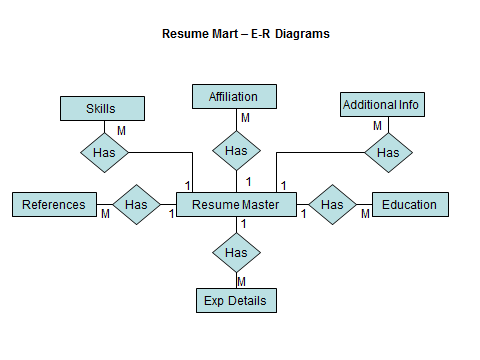 Resume Mart – E-R Diagrams
Affiliation
Skills
Additional Info
M
M
M
Has
Has
Has
1
1
1
References
M
Has
1
Resume Master
1
Has
M
Education
1
Has
M
Exp Details